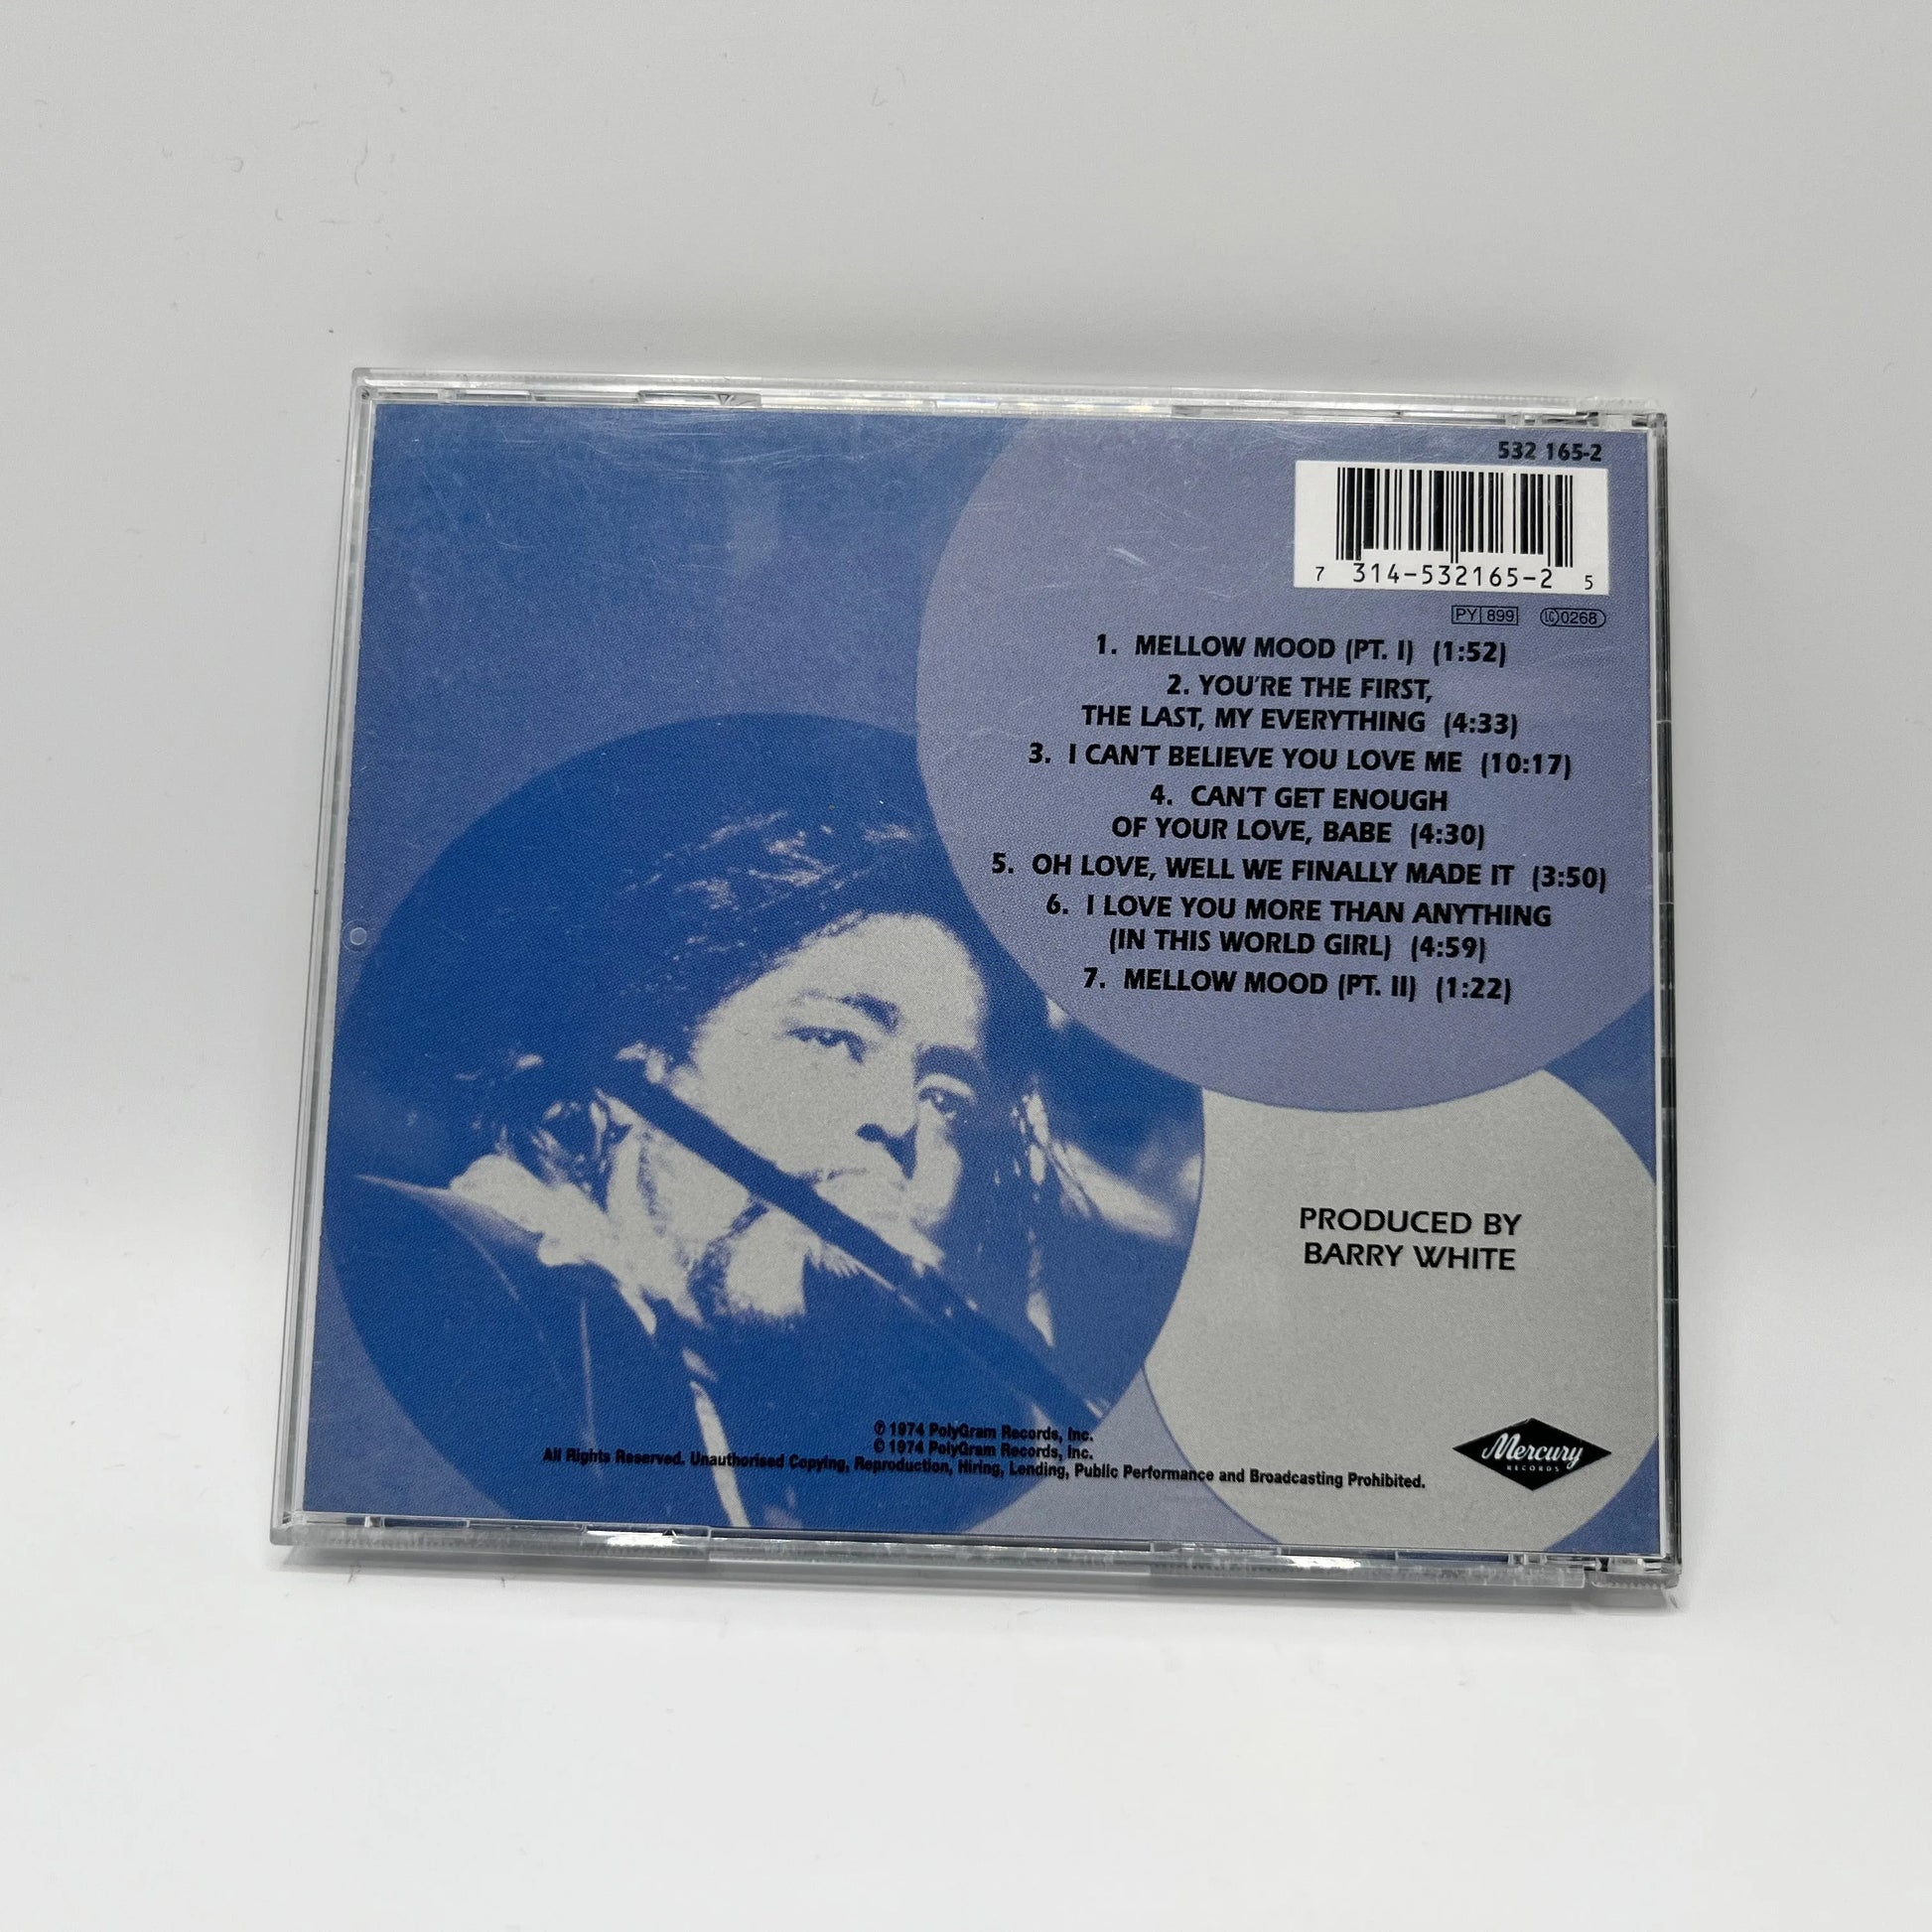 532 165-2
7 314-532165-2 5
PY 899 LC 0268
1. MELLOW MOOD (PT. I) (1:52)
2. YOU'RE THE FIRST,
THE LAST, MY EVERYTHING (4:33)
3. I CAN'T BELIEVE YOU LOVE ME (10:17)
4. CAN'T GET ENOUGH
OF YOUR LOVE, BABE (4:30)
5. OH LOVE, WELL WE FINALLY MADE IT (3:50)
6. I LOVE YOU MORE THAN ANYTHING
(IN THIS WORLD GIRL) (4:59)
7. MELLOW MOOD (PT. II) (1:22)
PRODUCED BY
BARRY WHITE
℗ 1974 PolyGram Records, Inc.
© 1974 PolyGram Records, Inc.
All Rights Reserved. Unauthorised Copying, Reproduction, Hiring, Lending, Public Performance and Broadcasting Prohibited.
Mercury
RECORDS